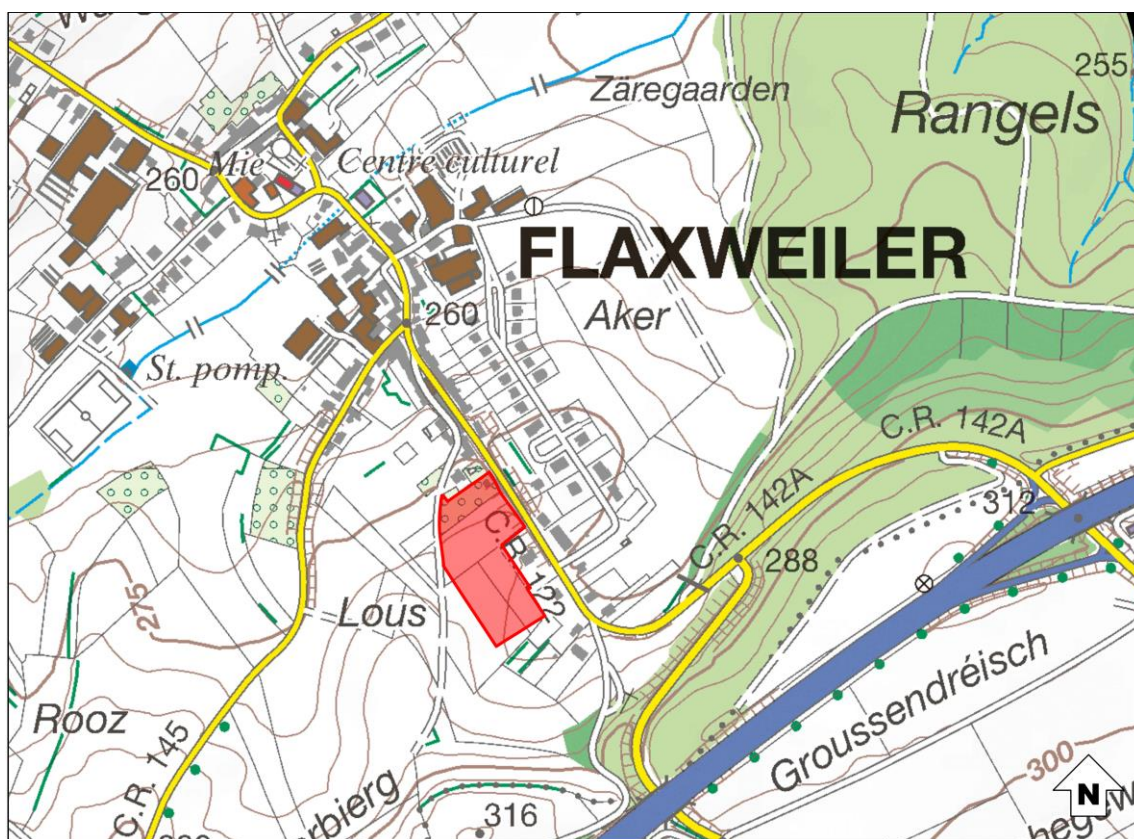 255
Rangels
Zäregaarden
Mie
Centre culturel
260
FLAXWEILER
260
Aker
St. pomp.
C.R. 142A
C.R. 142A
312
288
C.R. 122
275
Lous
Rooz
C.R. 145
Groussendréisch
300
316
N